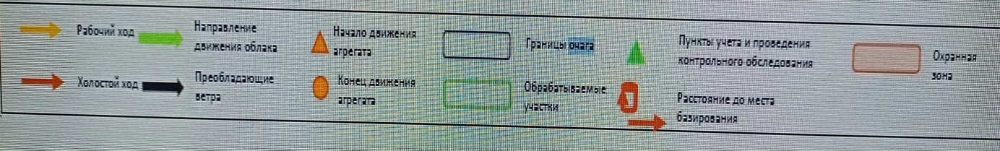 Рабочий ход
Направление
движения облака
Начало движения
агрегата
Границы очага
Пункты учета и проведения
контрольного обследования
Охранная
зона
Холостой ход
Преобладающие
ветра
Конец движения
агрегата
Обрабатываемые
участки
Расстояние до места
базирования